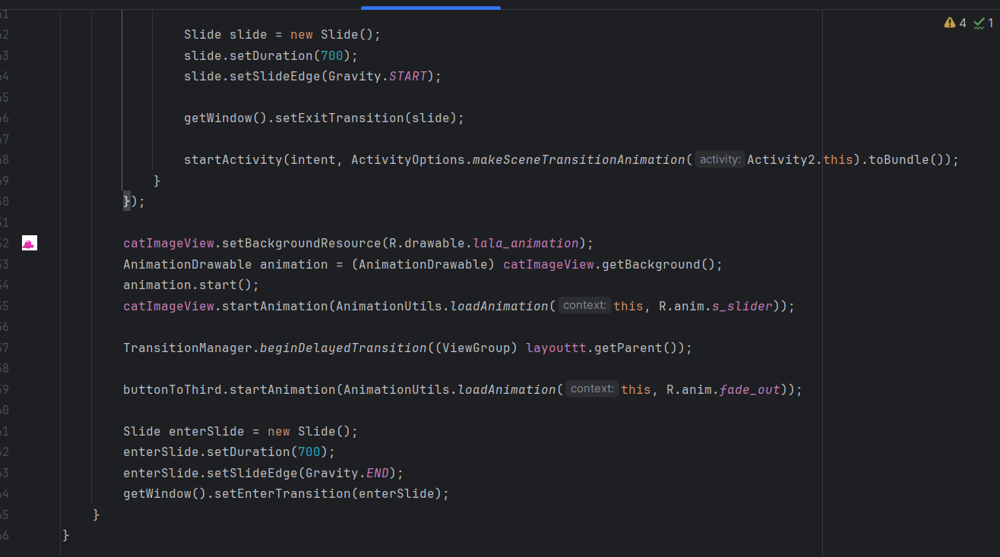 4 1
Slide slide = new Slide();
slide.setDuration(700);
slide.setSlideEdge(Gravity.START);
getWindow().setExitTransition(slide);
startActivity(intent, ActivityOptions.makeSceneTransitionAnimation( activity: Activity2.this).toBundle());
}
});
catImageView.setBackgroundResource(R.drawable.lala_animation);
AnimationDrawable animation = (AnimationDrawable) catImageView.getBackground();
animation.start();
catImageView.startAnimation(AnimationUtils.loadAnimation( context: this, R.anim.s_slider));
TransitionManager.beginDelayedTransition((ViewGroup) layouttt.getParent());
buttonToThird.startAnimation(AnimationUtils.loadAnimation( context: this, R.anim.fade_out));
Slide enterSlide = new Slide();
enterSlide.setDuration(700);
enterSlide.setSlideEdge(Gravity.END);
getWindow().setEnterTransition(enterSlide);
}
}